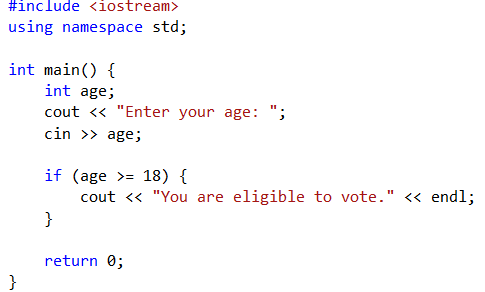 #include <iostream>
using namespace std;

int main() {
    int age;
    cout << "Enter your age: ";
    cin >> age;

    if (age >= 18) {
        cout << "You are eligible to vote." << endl;
    }

    return 0;
}